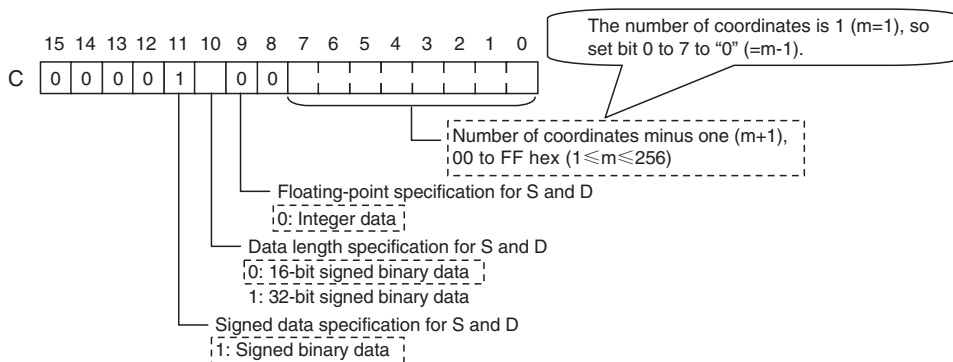 The number of coordinates is 1 (m=1), so
set bit 0 to 7 to “0” (=m-1).
15 14 13 12 11 10 9 8 7 6 5 4 3 2 1 0
C 0 0 0 0 1 0 0
Number of coordinates minus one (m+1),
00 to FF hex (1≤m≤256)
Floating-point specification for S and D
0: Integer data
Data length specification for S and D
0: 16-bit signed binary data
1: 32-bit signed binary data
Signed data specification for S and D
1: Signed binary data